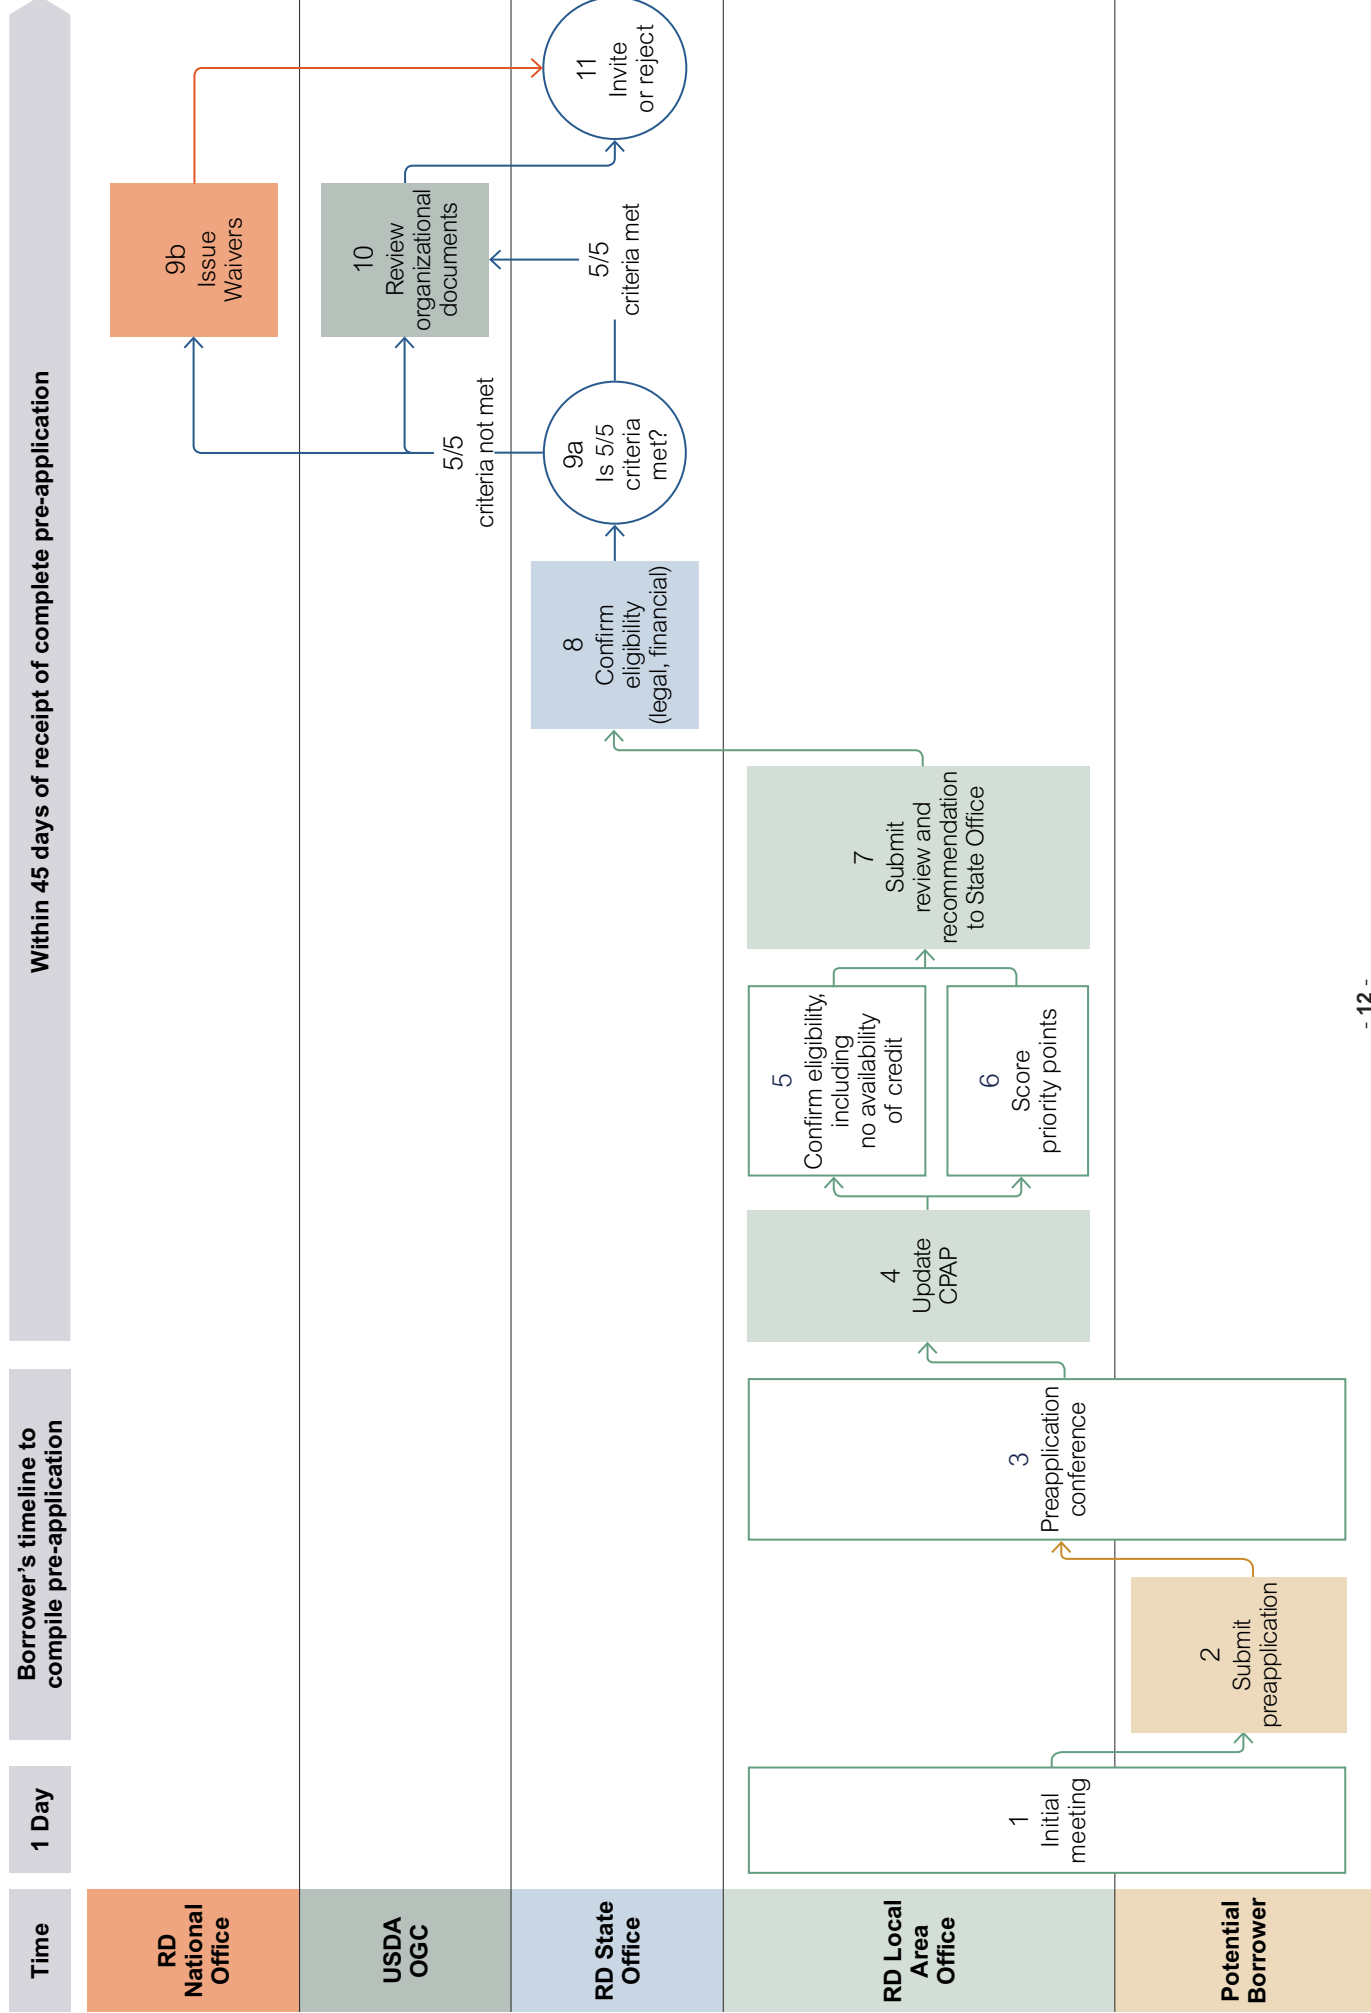 Time
1 Day
Borrower's timeline to
compile pre-application
Within 45 days of receipt of complete pre-application
RD
National
Office
9b
Issue
Waivers
USDA
OGC
5/5
criteria not met
10
Review
organizational
documents
RD State
Office
8
Confirm
eligibility
(legal, financial)
9a
Is 5/5
criteria
met?
5/5
criteria met
11
Invite
or reject
RD Local
Area
Office
1
Initial
meeting
3
Preapplication
conference
4
Update
CPAP
5
Confirm eligibility,
including
no availability
of credit
6
Score
priority points
7
Submit
review and
recommendation
to State Office
Potential
Borrower
2
Submit
preapplication
- 12 -